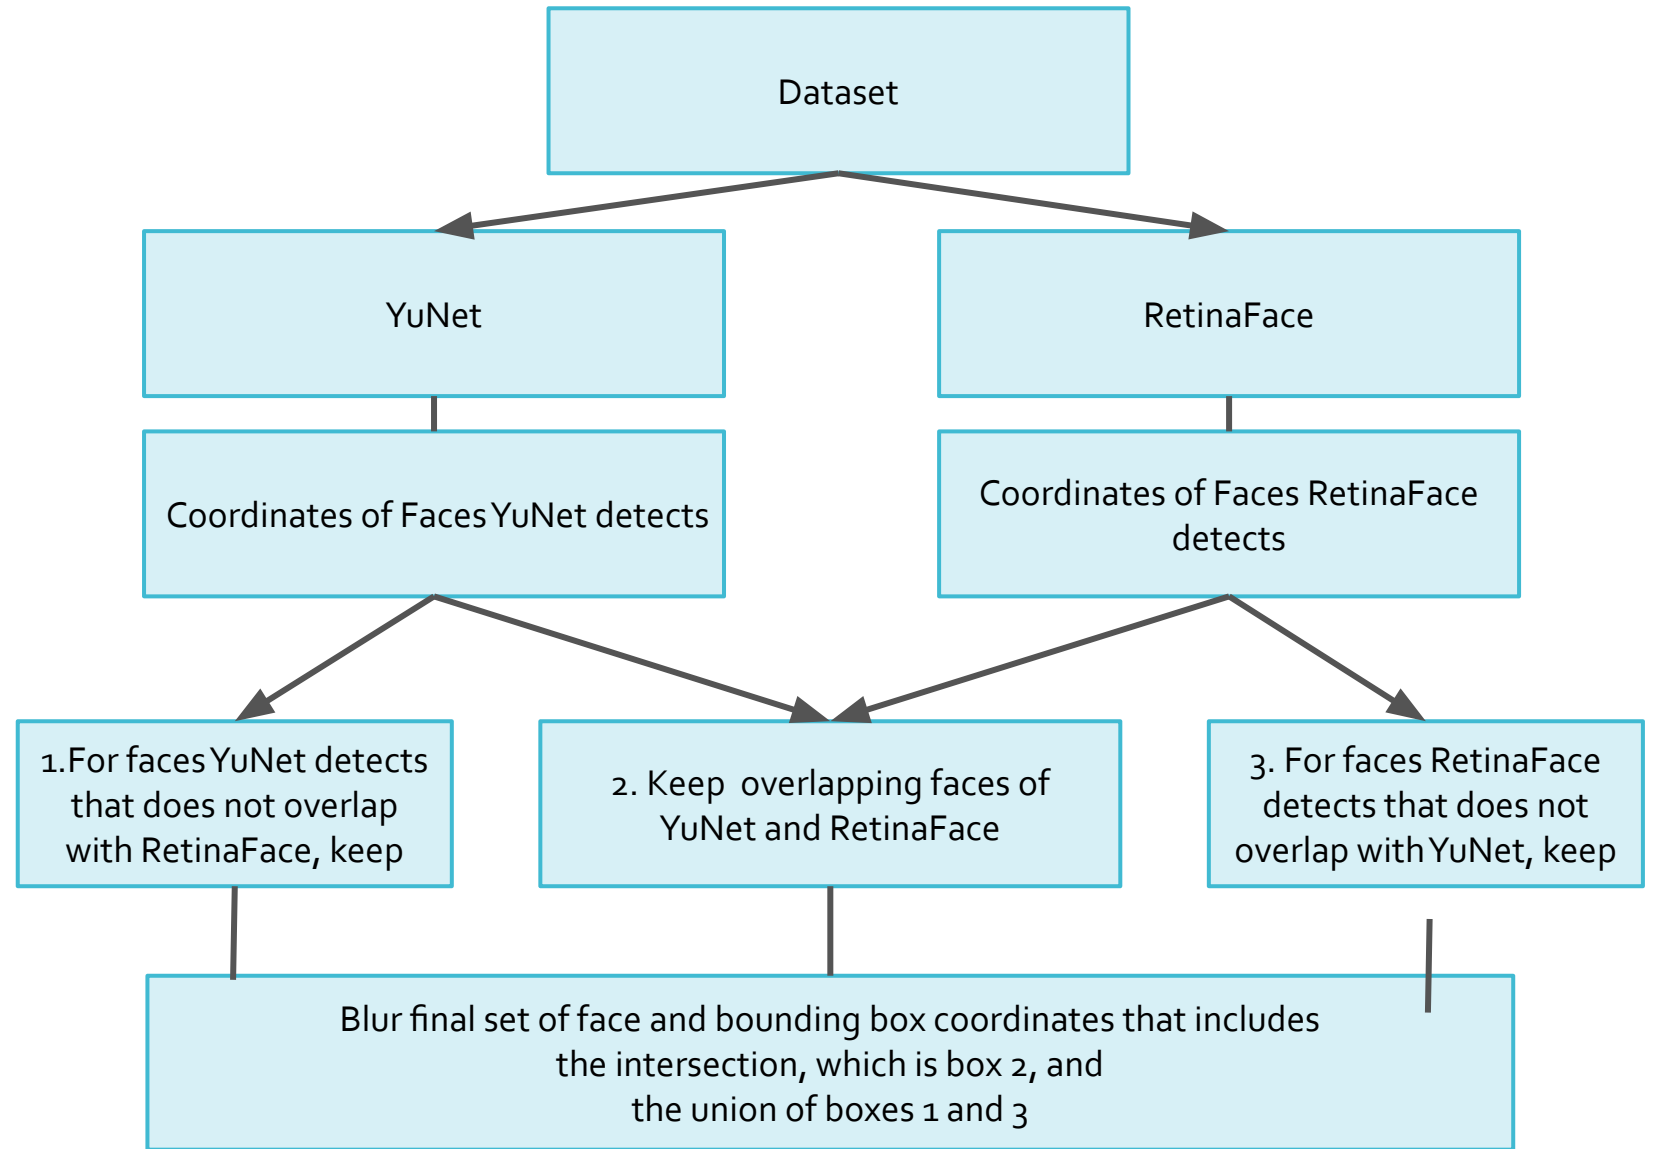 Dataset
YuNet
RetinaFace
Coordinates of Faces YuNet detects
Coordinates of Faces RetinaFace
detects
1.For faces YuNet detects
that does not overlap
with RetinaFace, keep
2. Keep  overlapping faces of
YuNet and RetinaFace
3. For faces RetinaFace
detects that does not
overlap with YuNet, keep
Blur final set of face and bounding box coordinates that includes
the intersection, which is box 2, and
the union of boxes 1 and 3